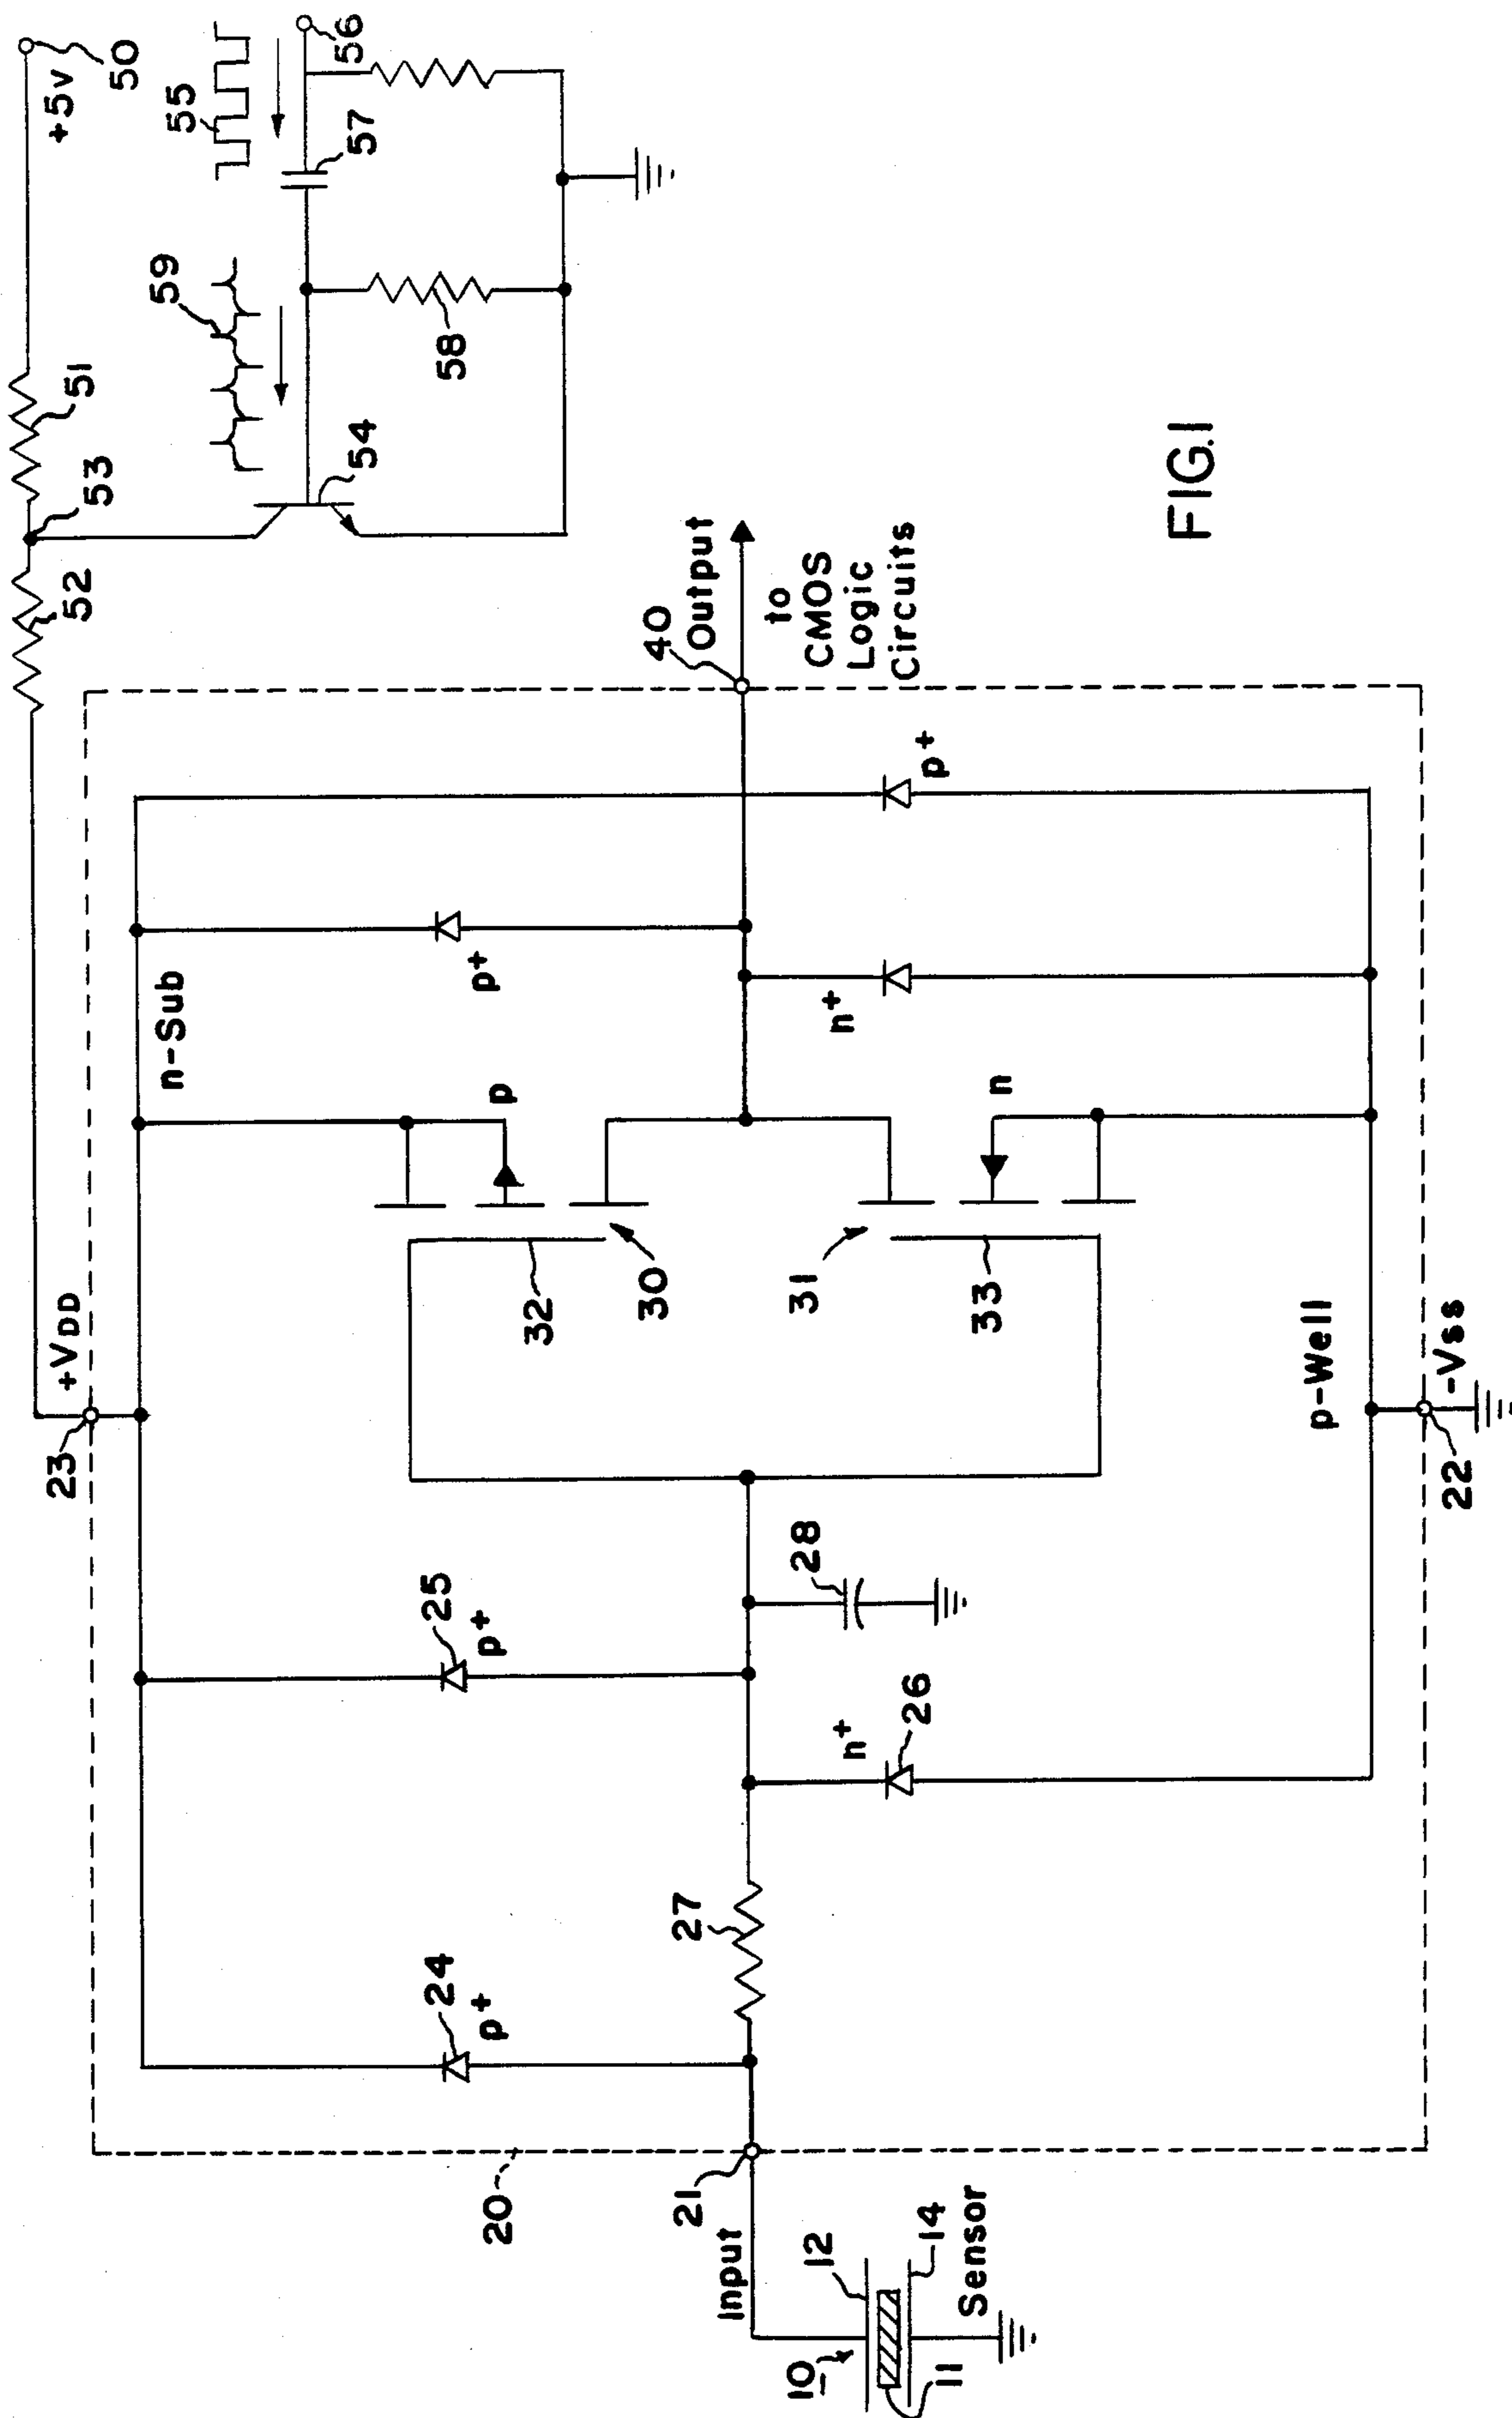 +5v
50
51
53
52
55
56
57
59
58
54
+VDD
23
n-Sub
p
p+
p+
n+
n
32
30
31
33
40
Output
to
CMOS
Logic
Circuits
24
p+
25
p+
27
28
n+
26
p-Well
22
-Vss
20
21
Input
10
12
11
14
Sensor
FIG.1